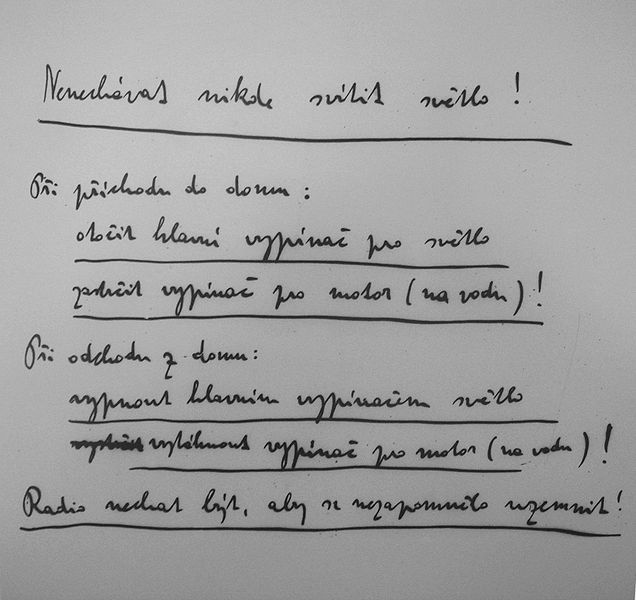 Nenechávat nikde svítit světlo!
Při příchodu do domu:
otočit hlavní vypínač pro světlo
zastrčit vypínač pro motor (na vodu)!
Při odchodu z domu:
vypnout hlavním vypínačem světlo
vytáhnout vypínač pro motor (na vodu)!
Radio nechat být, aby se nezapomnělo uzemnit!